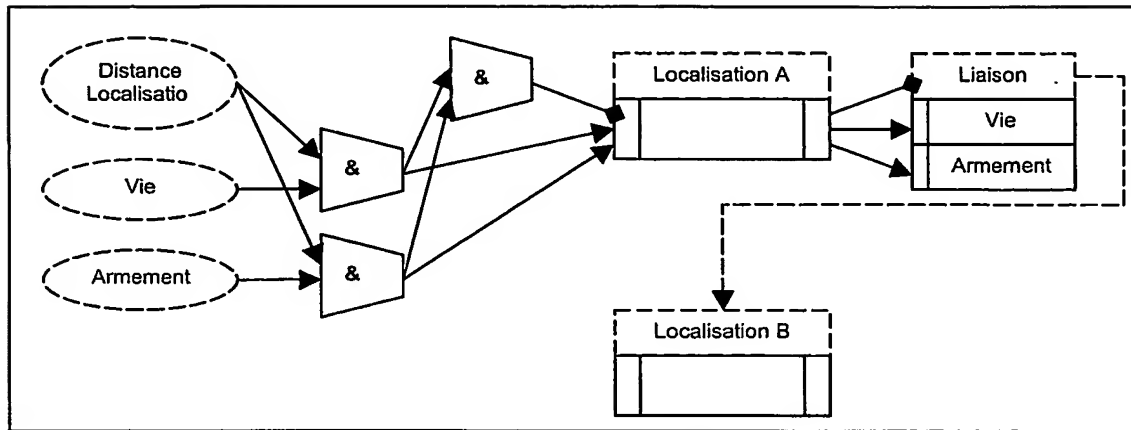 Distance
Localisatio
&
Localisation A
Liaison
Vie
&
Vie
Armement
Armement
&
Localisation B